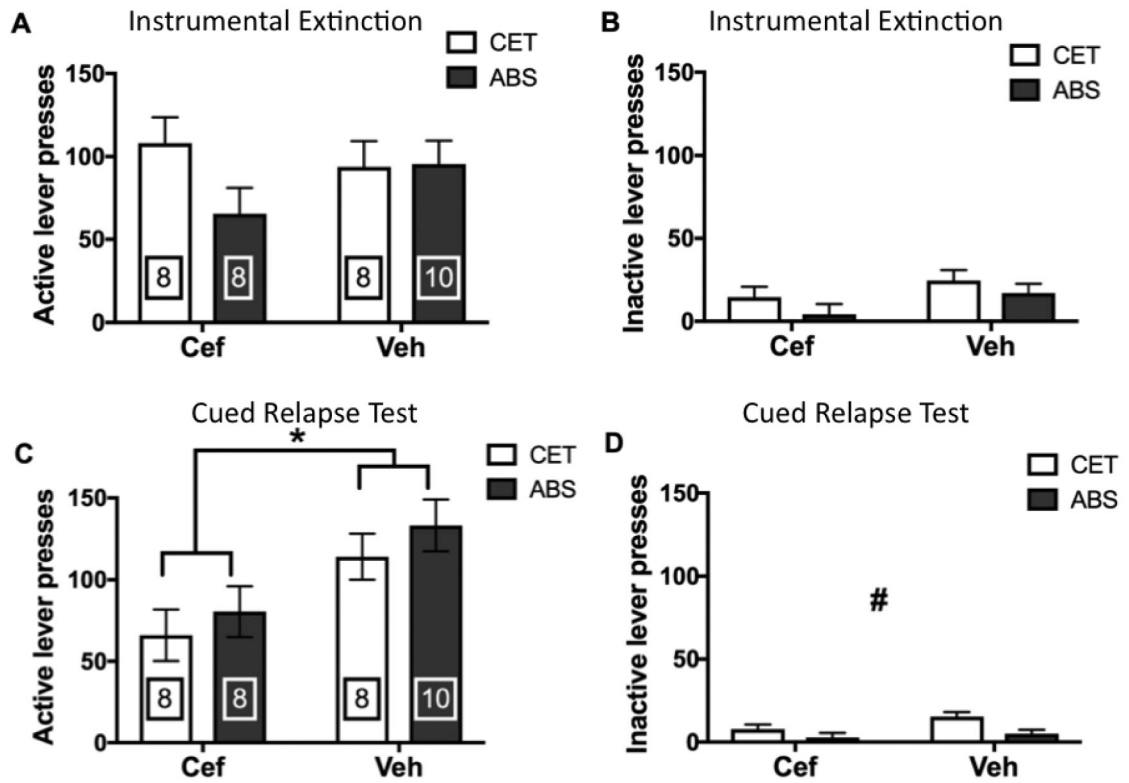 A
Instrumental Extinction
CET
ABS
Active lever presses
150
100
50
0
8
8
8
10
Cef
Veh
B
Instrumental Extinction
CET
ABS
Inactive lever presses
150
100
50
0
Cef
Veh
C
Cued Relapse Test
*
CET
ABS
Active lever presses
150
100
50
0
8
8
8
10
Cef
Veh
D
Cued Relapse Test
CET
ABS
Inactive lever presses
150
100
50
0
#
Cef
Veh